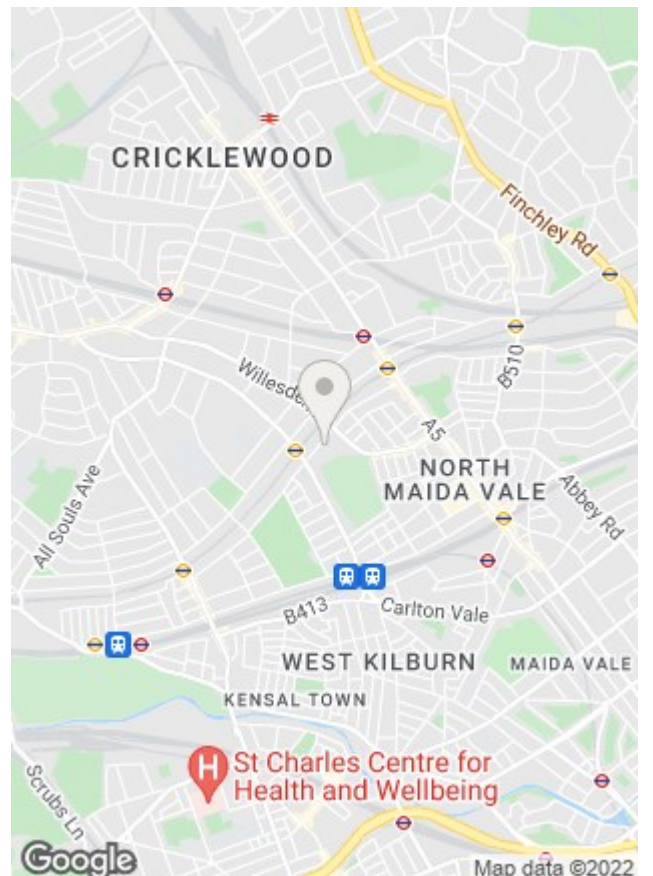 CRICKLEWOOD
Finchley Rd
B510
Willesde
A5
NORTH
MAIDA VALE
Abbey Rd
All Souls Ave
B413
Carlton Vale
WEST KILBURN
MAIDA VALE
KENSAL TOWN
H
St Charles Centre for
Health and Wellbeing
Scrubs Ln
Google
Map data ©2022